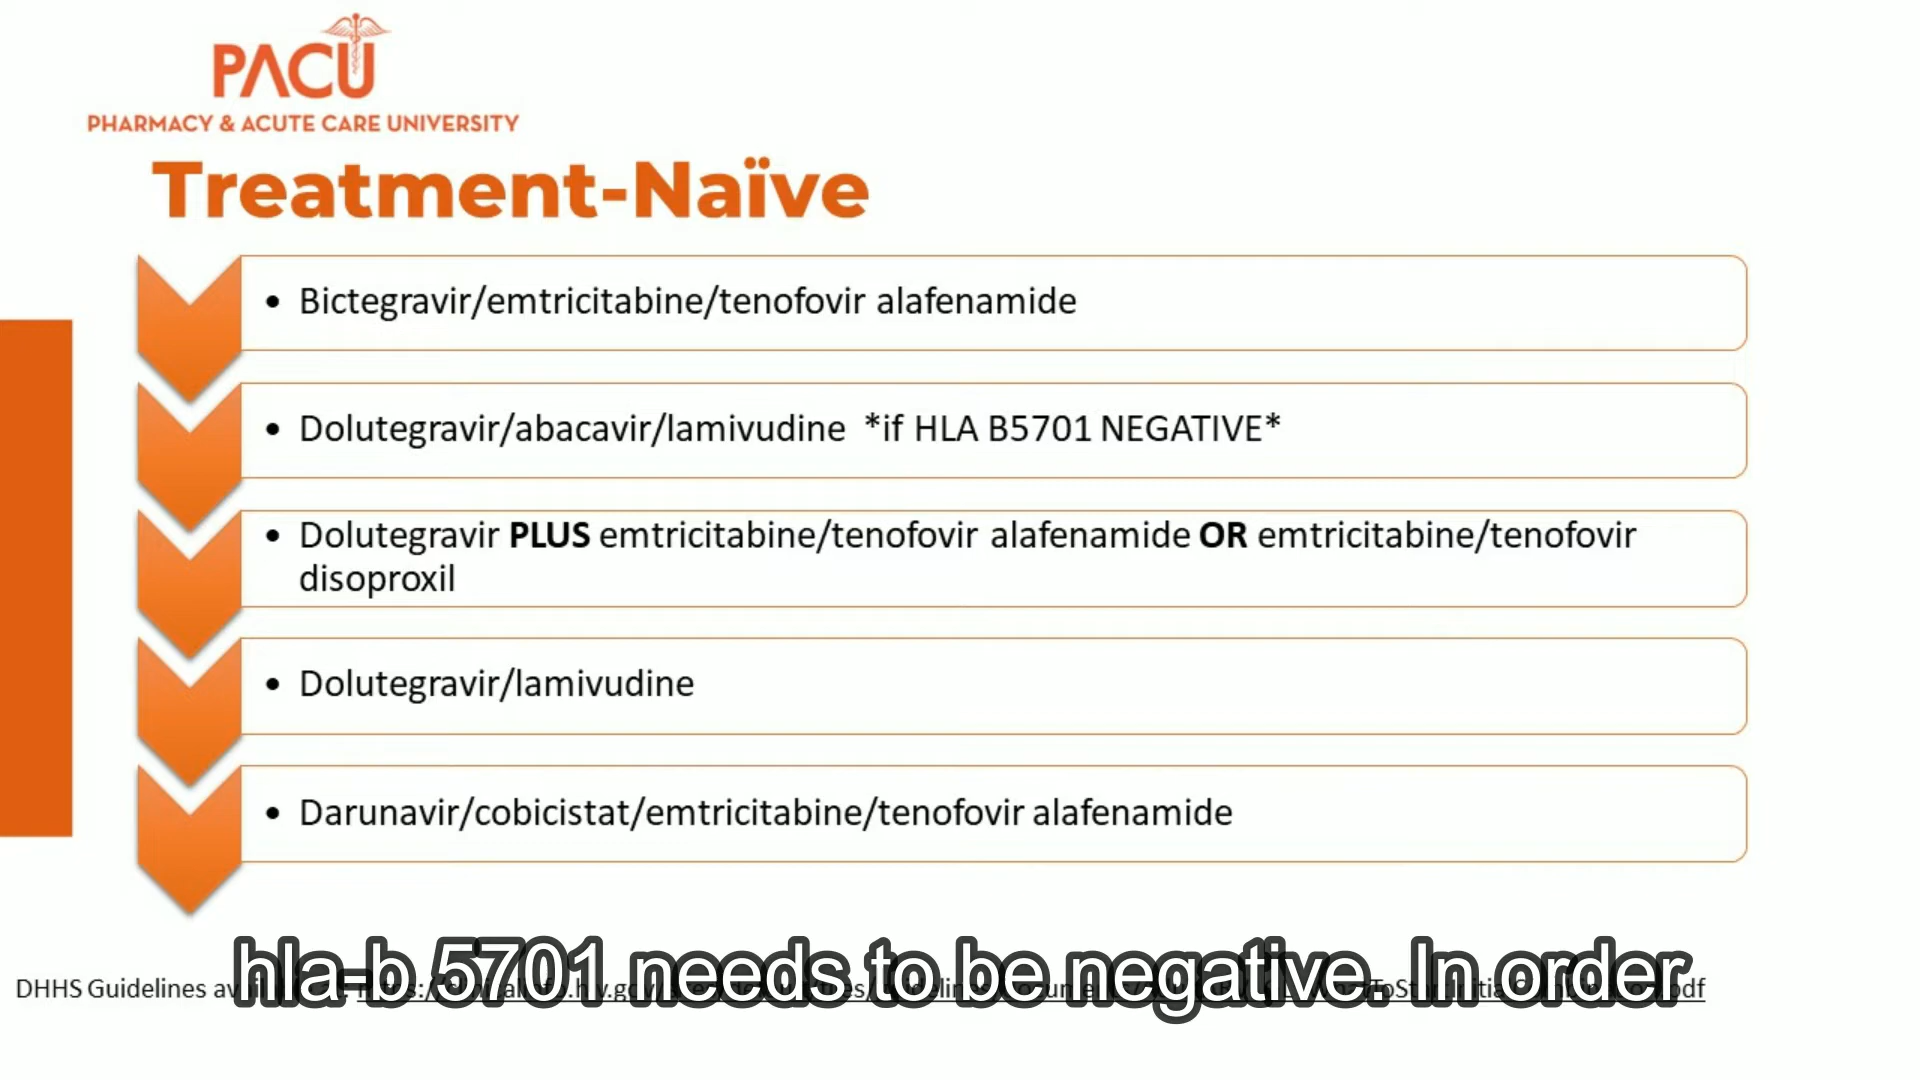 PACU
PHARMACY & ACUTE CARE UNIVERSITY
Treatment-Naïve
• Bictegravir/emtricitabine/tenofovir alafenamide
• Dolutegravir/abacavir/lamivudine *if HLA B5701 NEGATIVE*
• Dolutegravir PLUS emtricitabine/tenofovir alafenamide OR emtricitabine/tenofovir
disoproxil
• Dolutegravir/lamivudine
• Darunavir/cobicistat/emtricitabine/tenofovir alafenamide
DHHS Guidelines
hla-b 5701 needs to be negative. In order